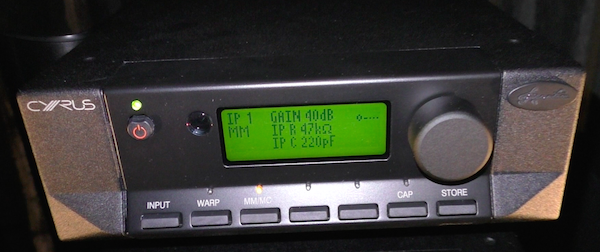 CYRUS
IP 1 GAIN 40dB
MM IP R 47kΩ
IP C 220pF
INPUT WARP MM/MC CAP STORE